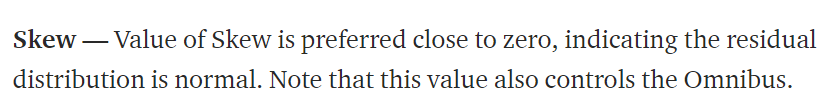 Skew — Value of Skew is preferred close to zero, indicating the residual
distribution is normal. Note that this value also controls the Omnibus.